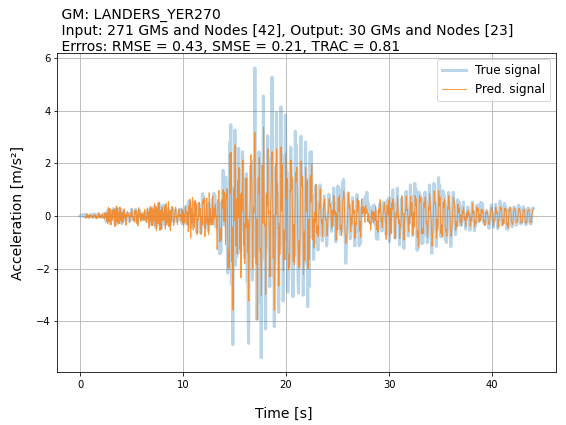 GM: LANDERS_YER270
Input: 271 GMs and Nodes [42], Output: 30 GMs and Nodes [23]
Errros: RMSE = 0.43, SMSE = 0.21, TRAC = 0.81
True signal
Pred. signal
Acceleration [m/s²]
6
4
2
0
−2
−4
0
10
20
30
40
Time [s]